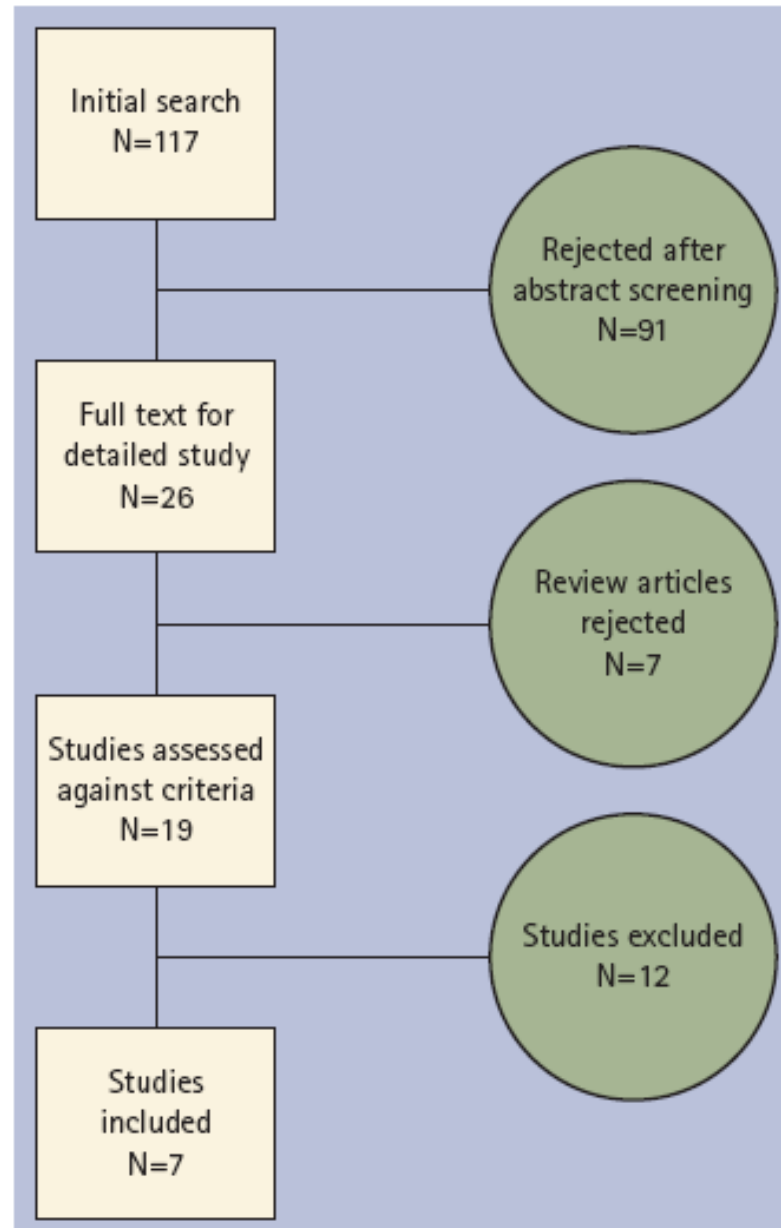 Initial search
N=117
Rejected after
abstract screening
N=91
Full text for
detailed study
N=26
Review articles
rejected
N=7
Studies assessed
against criteria
N=19
Studies excluded
N=12
Studies
included
N=7